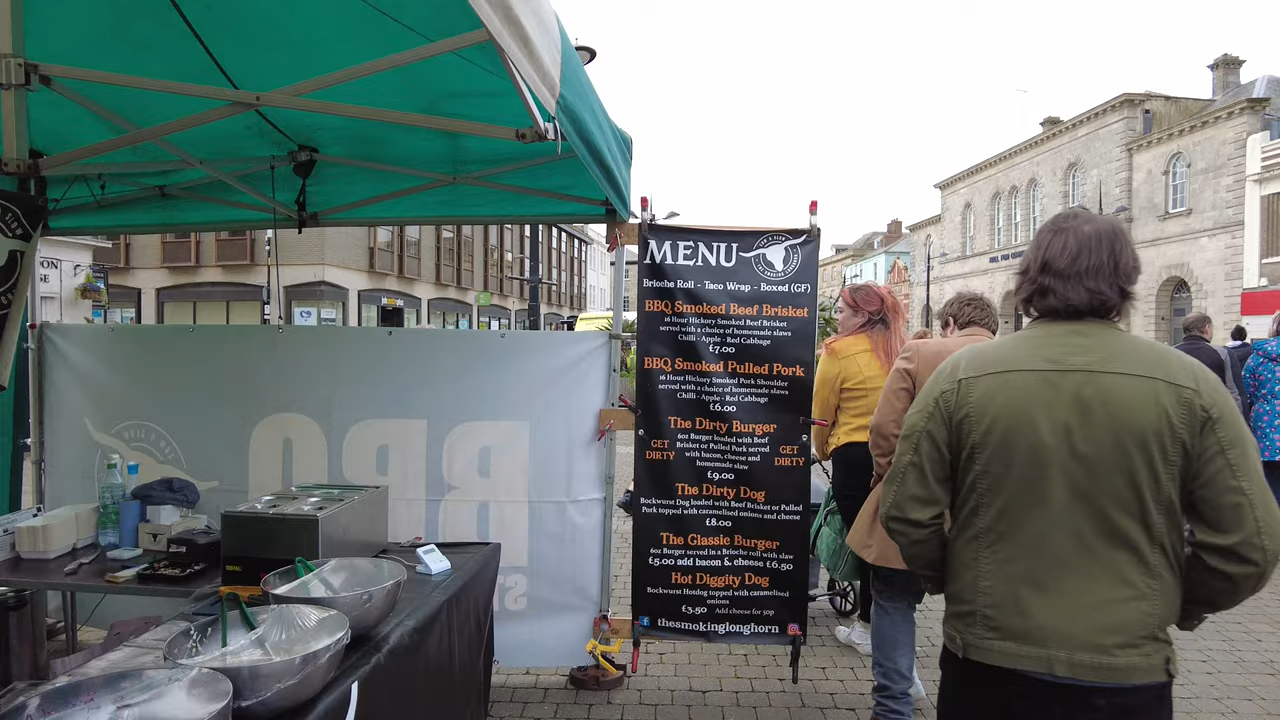 MENU
LOW & SLOW
THE SMOKING LONGHORN
Brioche Roll - Taco Wrap - Boxed (GF)
BBQ Smoked Beef Brisket
16 Hour Hickory Smoked Beef Brisket
served with a choice of homemade slaws
Chilli - Apple - Red Cabbage
£7.00
BBQ Smoked Pulled Pork
16 Hour Hickory Smoked Pork Shoulder
served with a choice of homemade slaws
Chilli - Apple - Red Cabbage
£6.00
The Dirty Burger
GET
DIRTY
6oz Burger loaded with Beef
Brisket or Pulled Pork served
with bacon, cheese and
homemade slaw
GET
DIRTY
£9.00
The Dirty Dog
Bockwurst Dog loaded with Beef Brisket or Pulled
Pork topped with caramelised onions and cheese
£8.00
The Classic Burger
6oz Burger served in a Brioche roll with slaw
£5.00 add bacon & cheese £6.50
Hot Diggity Dog
Bockwurst Hotdog topped with caramelised
onions
£3.50 Add cheese for 50p
thesmokinglonghorn
BBQ
ST